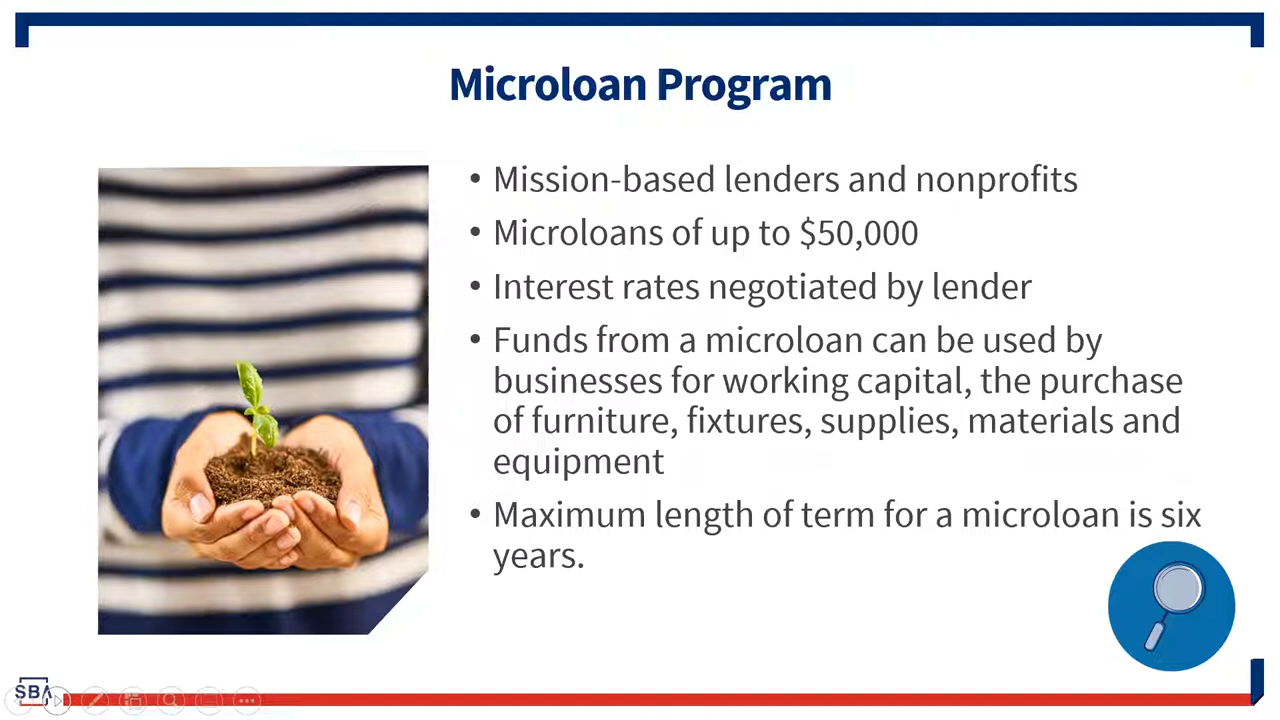 Microloan Program
• Mission-based lenders and nonprofits
• Microloans of up to $50,000
• Interest rates negotiated by lender
• Funds from a microloan can be used by
businesses for working capital, the purchase
of furniture, fixtures, supplies, materials and
equipment
• Maximum length of term for a microloan is six
years.
SBA